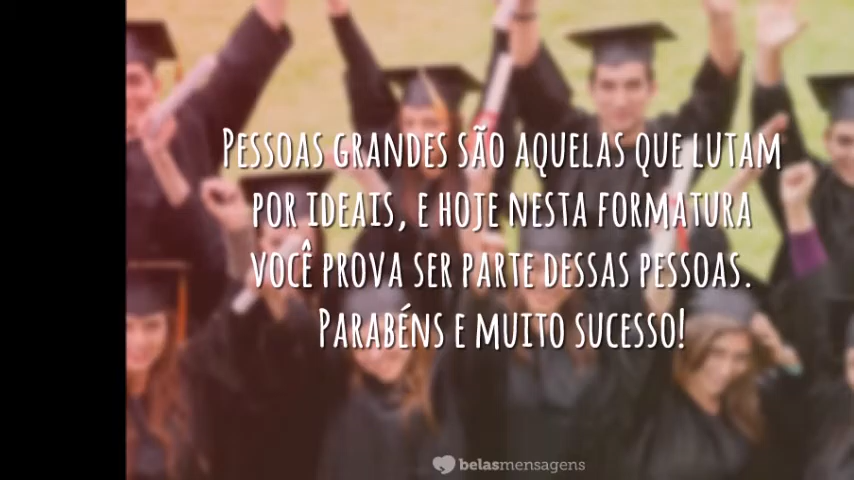 Pessoas grandes são aquelas que lutam
por ideais, e hoje nesta formatura
você prova ser parte dessas pessoas.
Parabéns e muito sucesso!
belasmensagens